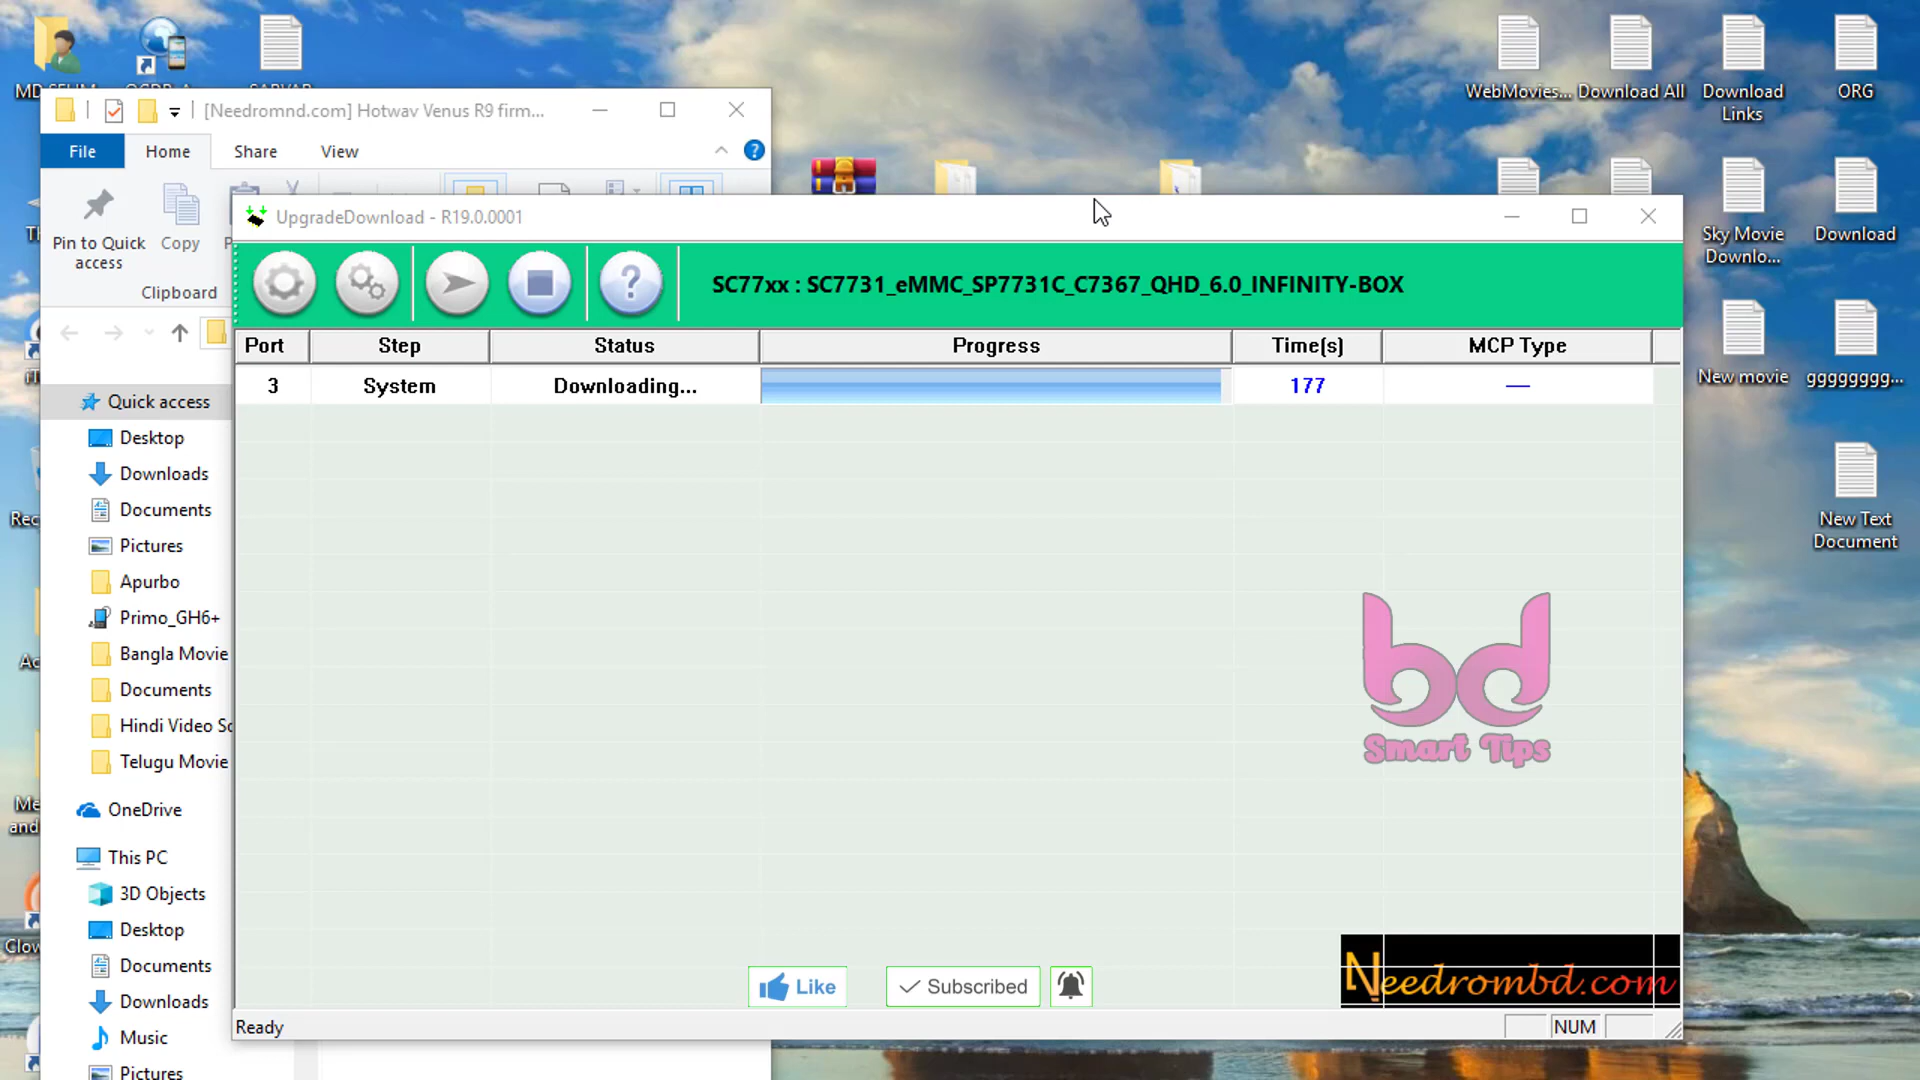 WebMovies...
Download All
Download
Links
ORG
[Needromnd.com] Hotwav Venus R9 firm...
File
Home
Share
View
Pin to Quick
access
Copy
Clipboard
UpgradeDownload - R19.0.0001
SC77xx : SC7731_eMMC_SP7731C_C7367_QHD_6.0_INFINITY-BOX
Port
Step
Status
Progress
Time(s)
MCP Type
3
System
Downloading...
177
—
Sky Movie
Downlo...
Download
New movie
gggggggg...
New Text
Document
Quick access
Desktop
Downloads
Documents
Pictures
Apurbo
Primo_GH6+
Bangla Movie
Documents
Hindi Video So
Telugu Movie
OneDrive
This PC
3D Objects
Desktop
Documents
Downloads
Music
Pictures
bd
Smart Tips
Like
Subscribed
Needrombd.com
Ready
NUM